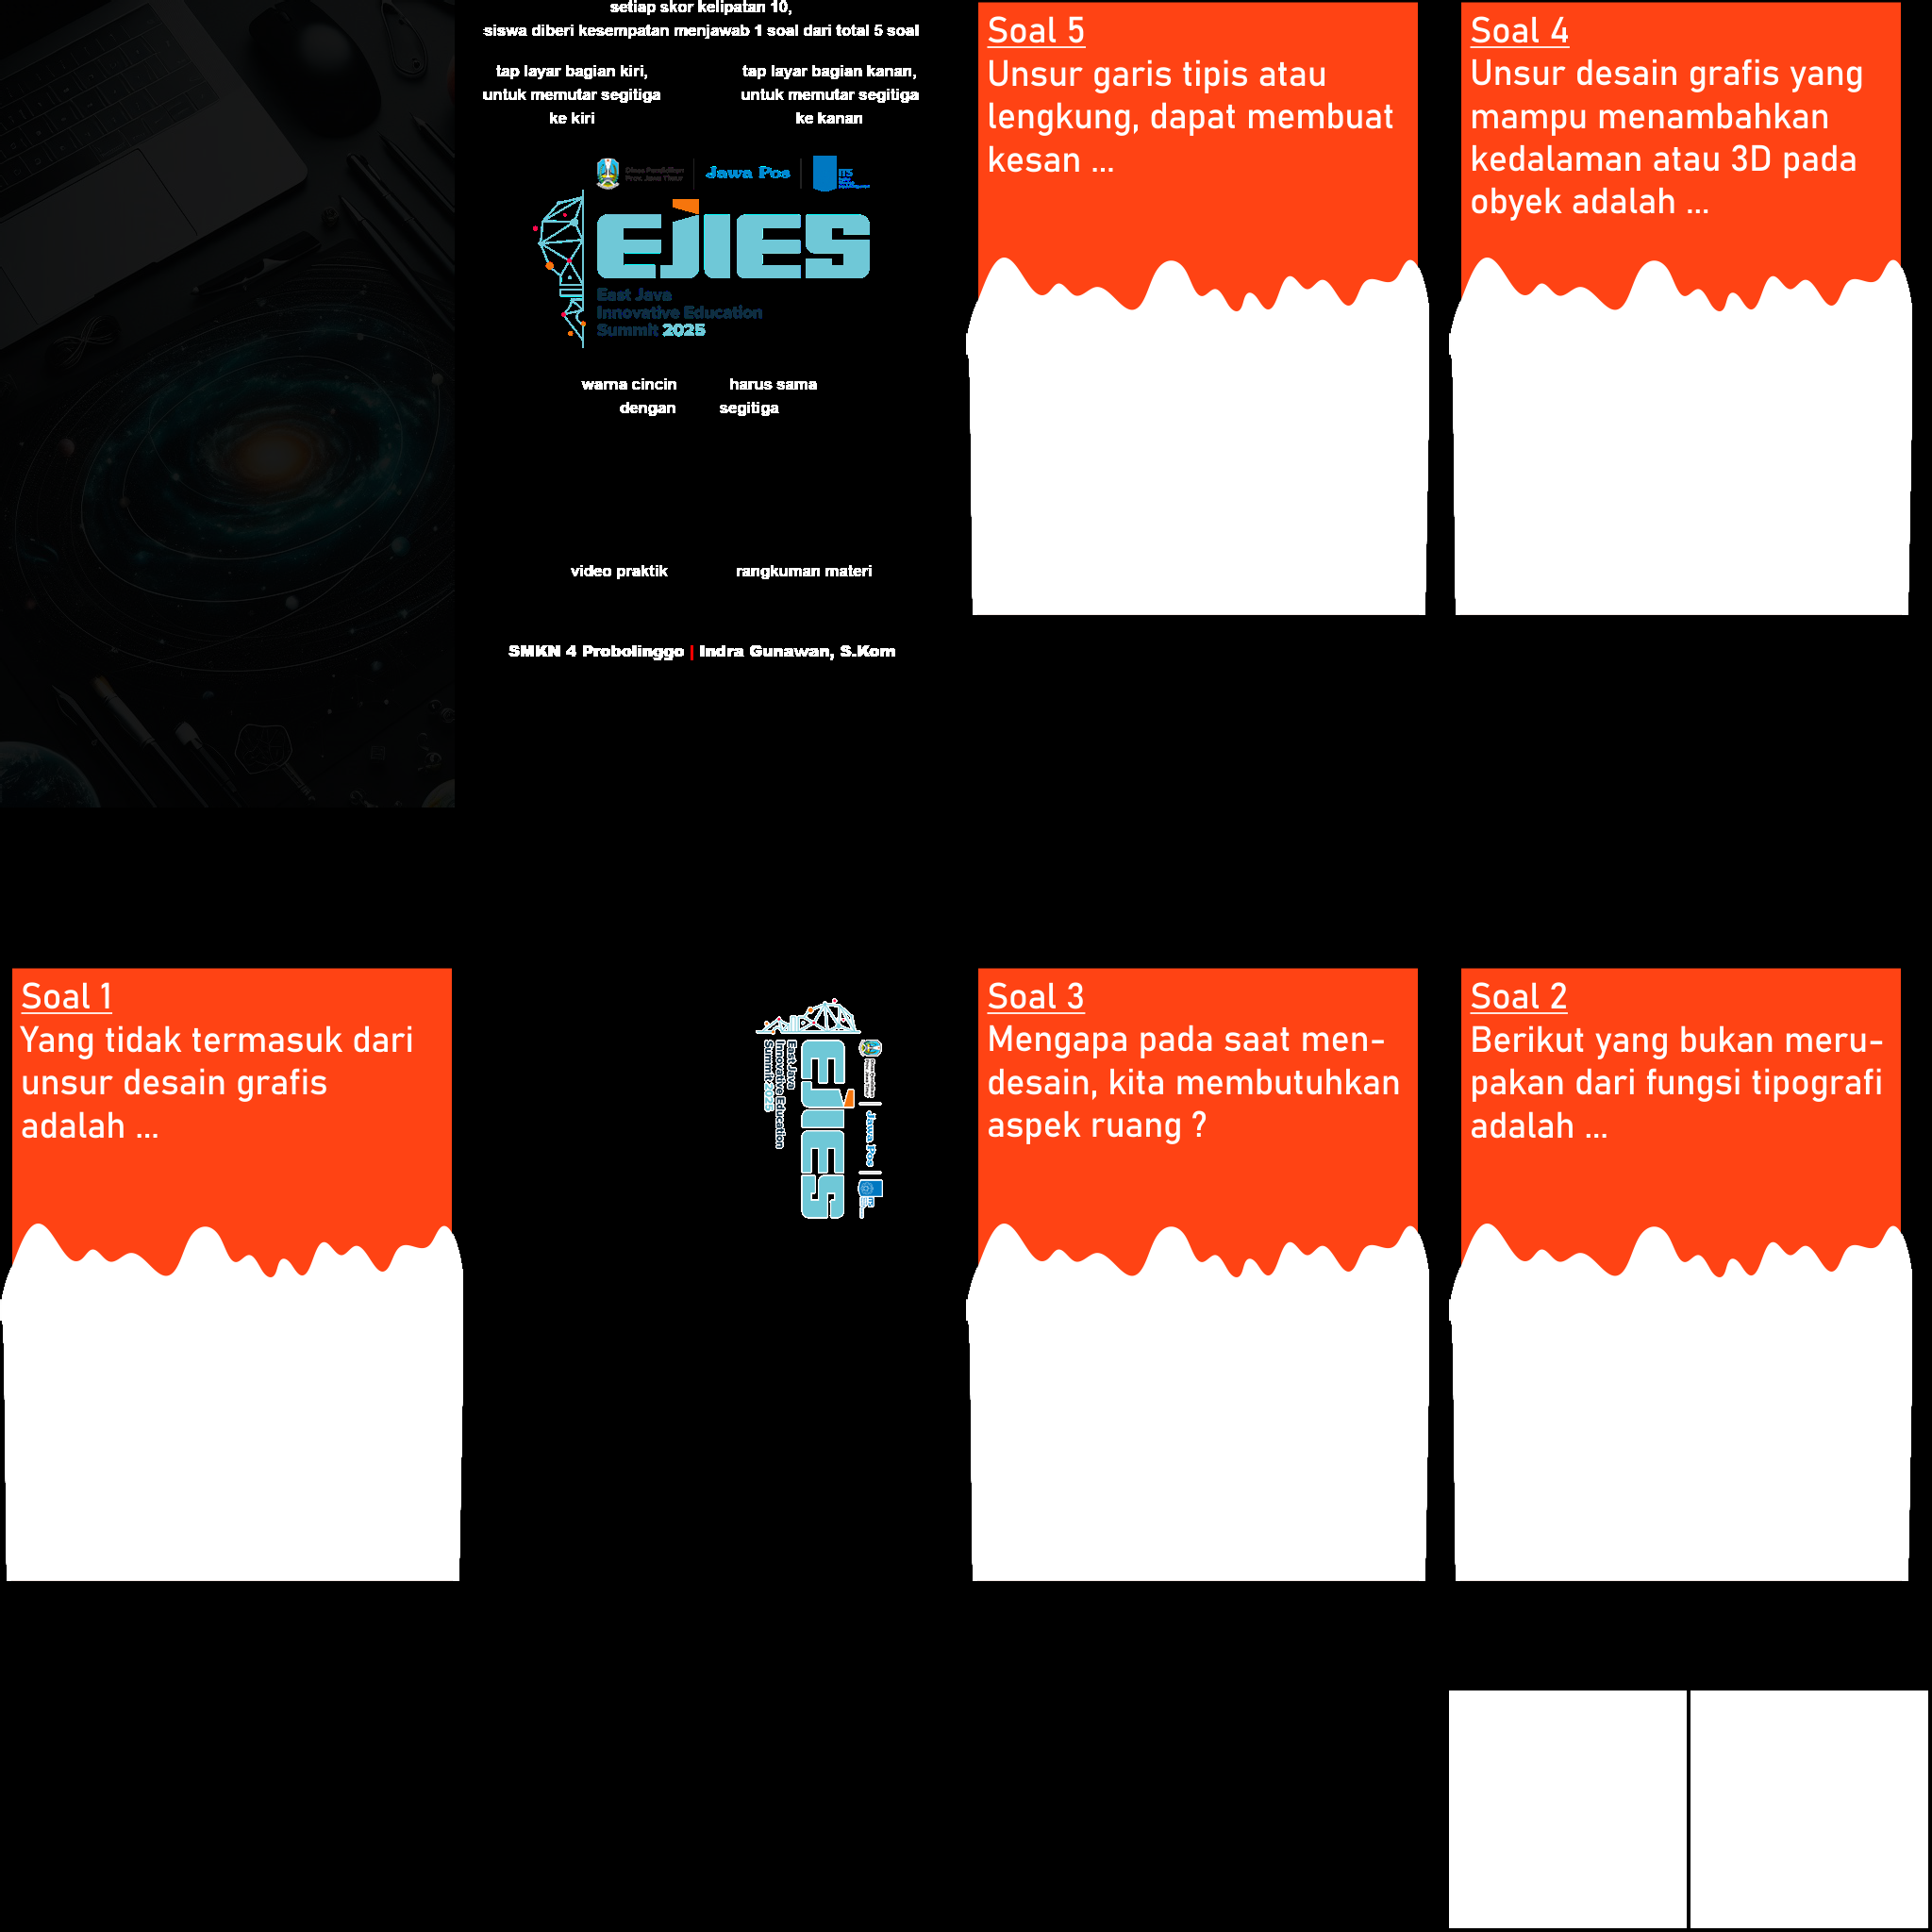 setiap skor kelipatan 10,
siswa diberi kesempatan menjawab 1 soal dari total 5 soal
tap layar bagian kiri,
untuk memutar segitiga
ke kiri
tap layar bagian kanan,
untuk memutar segitiga
ke kanan
Dinas Pendidikan
Prov. Jawa Timur
Jawa Pos
ITS
EJIES
East Java
Innovative Education
Summit 2025
warna cincin harus sama
dengan segitiga
video praktik
rangkuman materi
SMKN 4 Probolinggo | Indra Gunawan, S.Kom
Soal 5
Unsur garis tipis atau
lengkung, dapat membuat
kesan ...
Soal 4
Unsur desain grafis yang
mampu menambahkan
kedalaman atau 3D pada
obyek adalah ...
Soal 1
Yang tidak termasuk dari
unsur desain grafis
adalah ...
Jawa Pos
EJIES
East Java
Innovative Education
Summit 2025
Soal 3
Mengapa pada saat men-
desain, kita membutuhkan
aspek ruang ?
Soal 2
Berikut yang bukan meru-
pakan dari fungsi tipografi
adalah ...